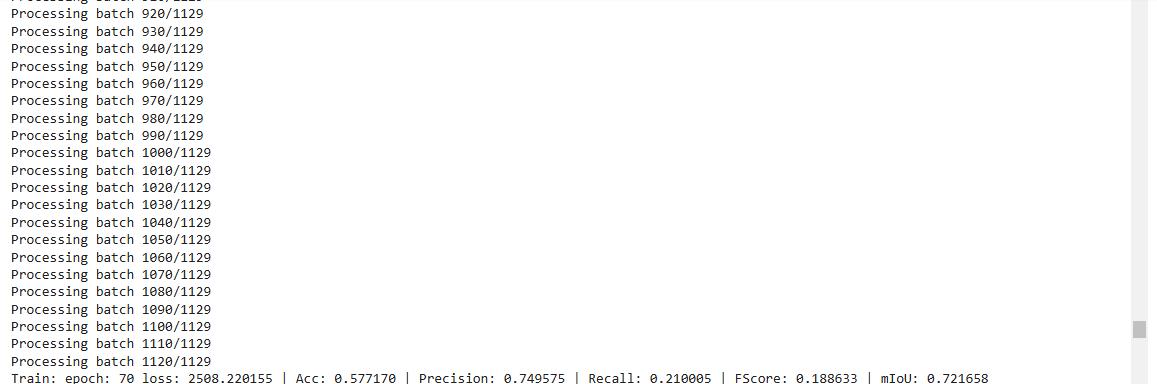 Processing batch 920/1129
Processing batch 930/1129
Processing batch 940/1129
Processing batch 950/1129
Processing batch 960/1129
Processing batch 970/1129
Processing batch 980/1129
Processing batch 990/1129
Processing batch 1000/1129
Processing batch 1010/1129
Processing batch 1020/1129
Processing batch 1030/1129
Processing batch 1040/1129
Processing batch 1050/1129
Processing batch 1060/1129
Processing batch 1070/1129
Processing batch 1080/1129
Processing batch 1090/1129
Processing batch 1100/1129
Processing batch 1110/1129
Processing batch 1120/1129
Train: epoch: 70 loss: 2508.220155 | Acc: 0.577170 | Precision: 0.749575 | Recall: 0.210005 | FScore: 0.188633 | mIoU: 0.721658